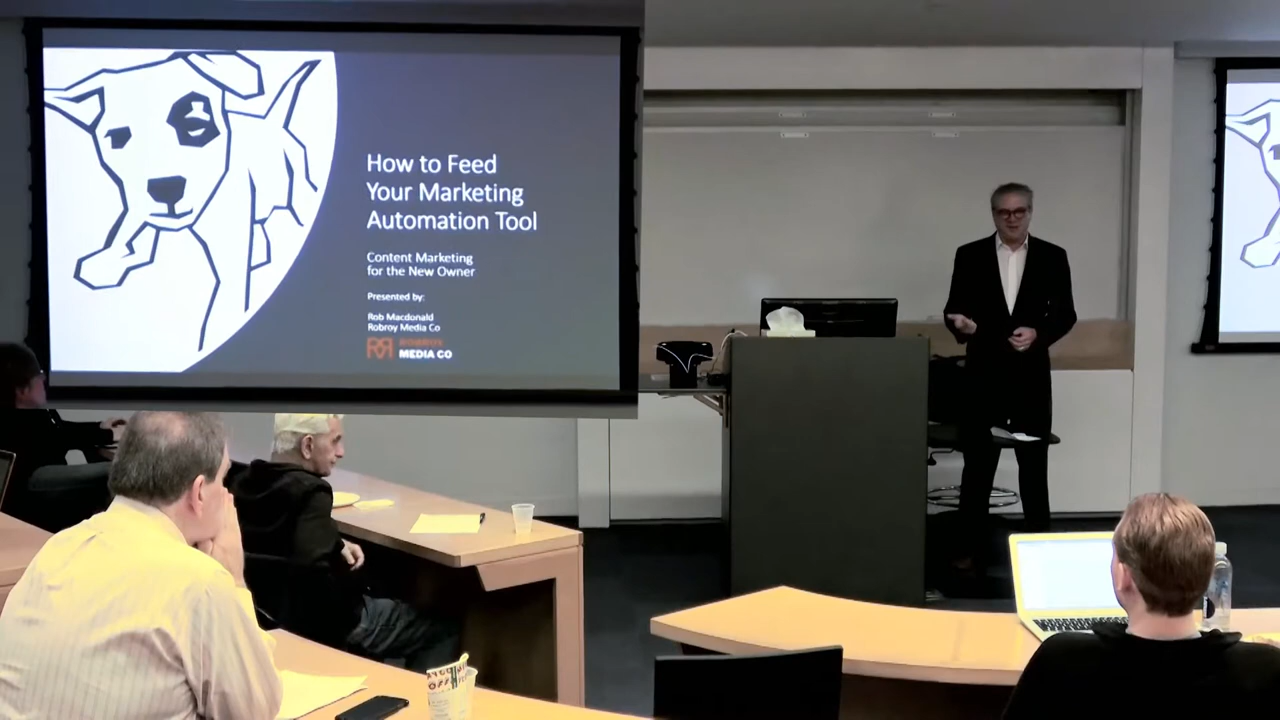 How to Feed
Your Marketing
Automation Tool
Content Marketing
for the New Owner
Presented by:
Rob Macdonald
Robroy Media Co
ROBROY
MEDIA CO